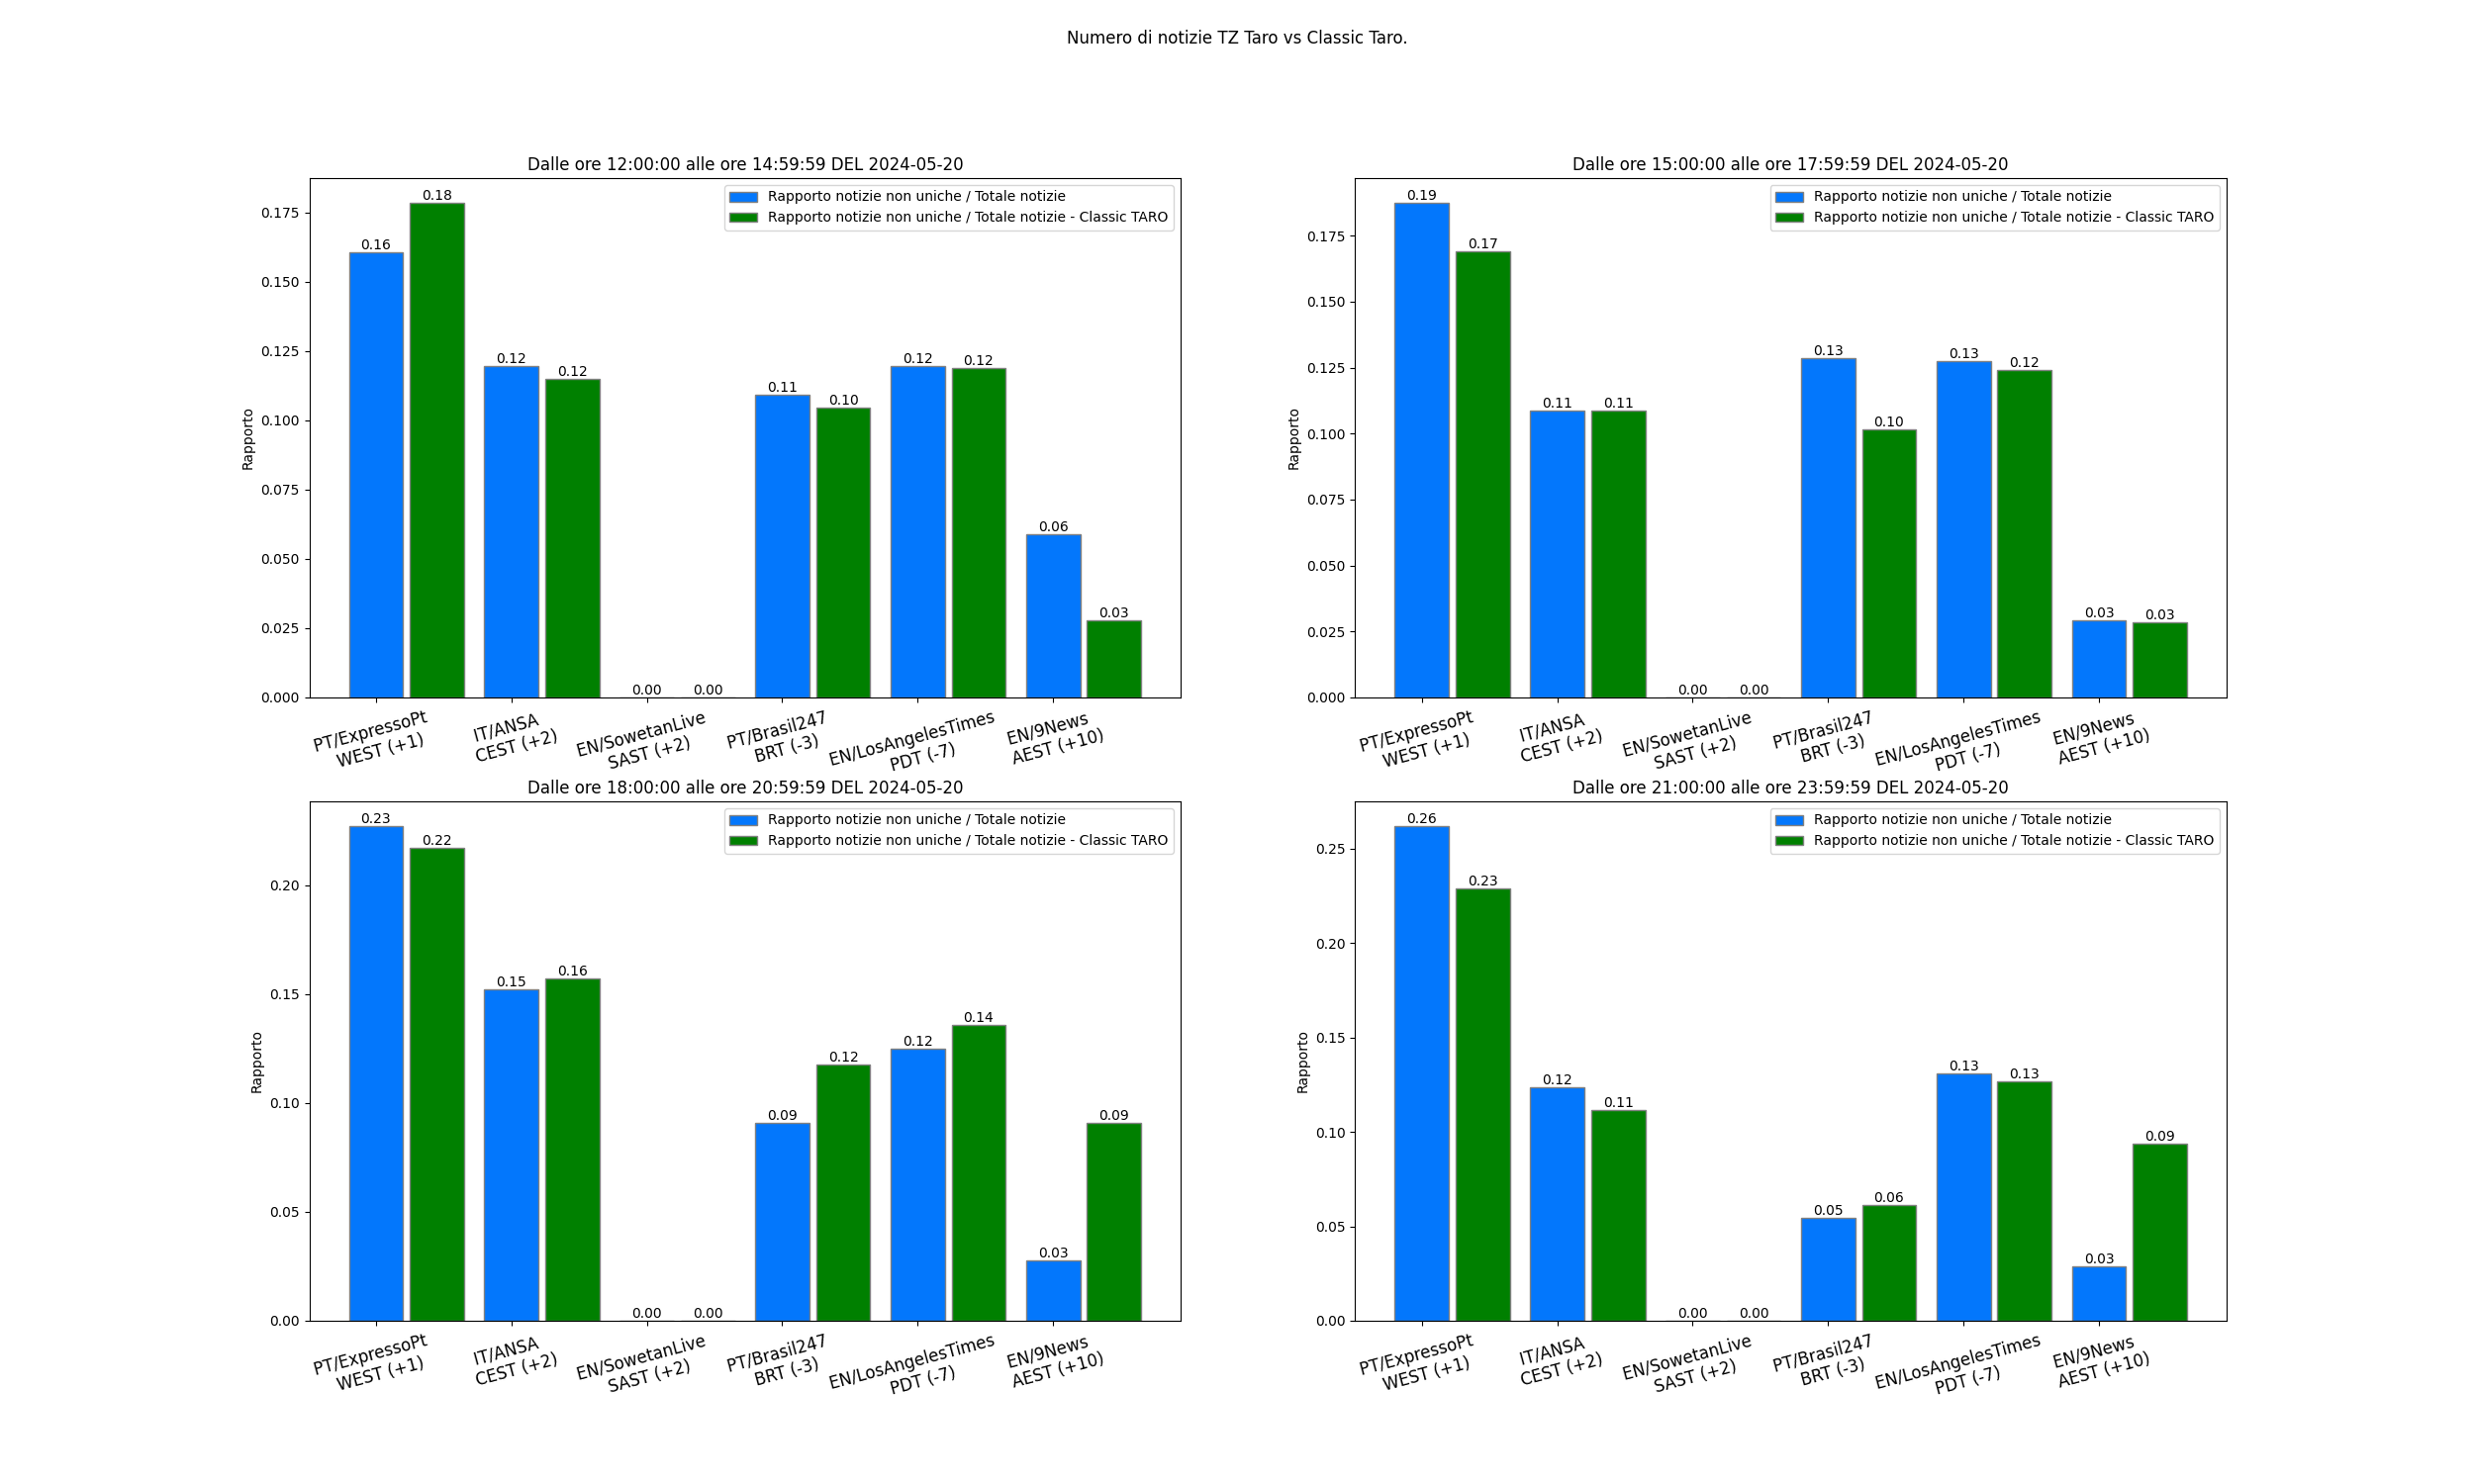 Numero di notizie TZ Taro vs Classic Taro.
Dalle ore 12:00:00 alle ore 14:59:59 DEL 2024-05-20
Rapporto notizie non uniche / Totale notizie
Rapporto notizie non uniche / Totale notizie - Classic TARO
Rapporto
0.175
0.150
0.125
0.100
0.075
0.050
0.025
0.000
0.16
0.18
0.12
0.12
0.00
0.00
0.11
0.10
0.12
0.12
0.06
0.03
PT/ExpressoPt
WEST (+1)
IT/ANSA
CEST (+2)
EN/SowetanLive
SAST (+2)
PT/Brasil247
BRT (-3)
EN/LosAngelesTimes
PDT (-7)
EN/9News
AEST (+10)
Dalle ore 15:00:00 alle ore 17:59:59 DEL 2024-05-20
Rapporto notizie non uniche / Totale notizie
Rapporto notizie non uniche / Totale notizie - Classic TARO
Rapporto
0.175
0.150
0.125
0.100
0.075
0.050
0.025
0.000
0.19
0.17
0.11
0.11
0.00
0.00
0.13
0.10
0.13
0.12
0.03
0.03
PT/ExpressoPt
WEST (+1)
IT/ANSA
CEST (+2)
EN/SowetanLive
SAST (+2)
PT/Brasil247
BRT (-3)
EN/LosAngelesTimes
PDT (-7)
EN/9News
AEST (+10)
Dalle ore 18:00:00 alle ore 20:59:59 DEL 2024-05-20
Rapporto notizie non uniche / Totale notizie
Rapporto notizie non uniche / Totale notizie - Classic TARO
Rapporto
0.20
0.15
0.10
0.05
0.00
0.23
0.22
0.15
0.16
0.00
0.00
0.09
0.12
0.12
0.14
0.03
0.09
PT/ExpressoPt
WEST (+1)
IT/ANSA
CEST (+2)
EN/SowetanLive
SAST (+2)
PT/Brasil247
BRT (-3)
EN/LosAngelesTimes
PDT (-7)
EN/9News
AEST (+10)
Dalle ore 21:00:00 alle ore 23:59:59 DEL 2024-05-20
Rapporto notizie non uniche / Totale notizie
Rapporto notizie non uniche / Totale notizie - Classic TARO
Rapporto
0.25
0.20
0.15
0.10
0.05
0.00
0.26
0.23
0.12
0.11
0.00
0.00
0.05
0.06
0.13
0.13
0.03
0.09
PT/ExpressoPt
WEST (+1)
IT/ANSA
CEST (+2)
EN/SowetanLive
SAST (+2)
PT/Brasil247
BRT (-3)
EN/LosAngelesTimes
PDT (-7)
EN/9News
AEST (+10)